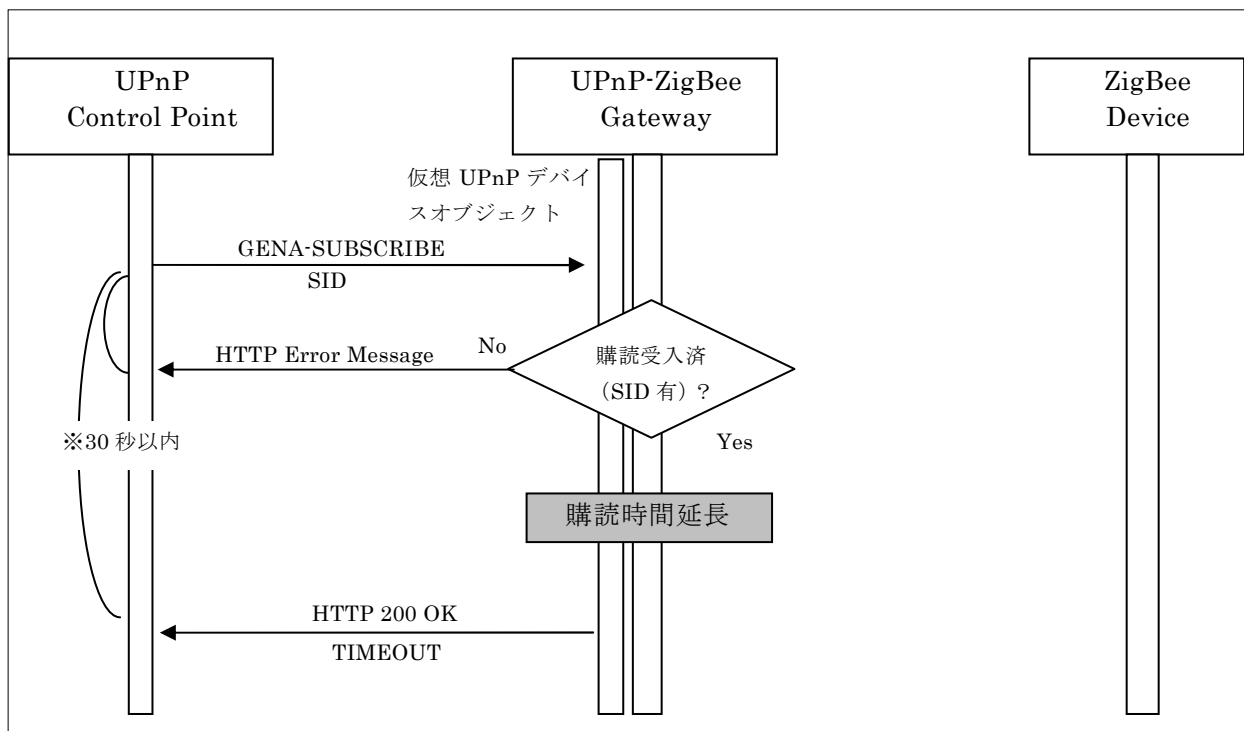 UPnP
Control Point
UPnP-ZigBee
Gateway
ZigBee
Device
仮想 UPnP デバイ
スオブジェクト
GENA-SUBSCRIBE
SID
HTTP Error Message
No
購読受入済
（SID 有）?
※30 秒以内
Yes
購読時間延長
HTTP 200 OK
TIMEOUT